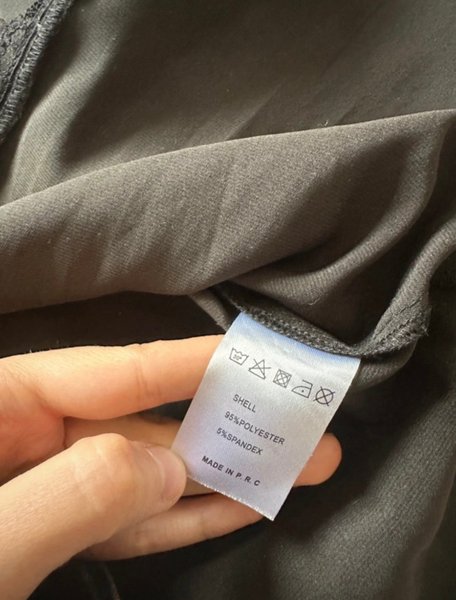 SHELL
95%POLYESTER
5%SPANDEX
MADE IN P.R.C